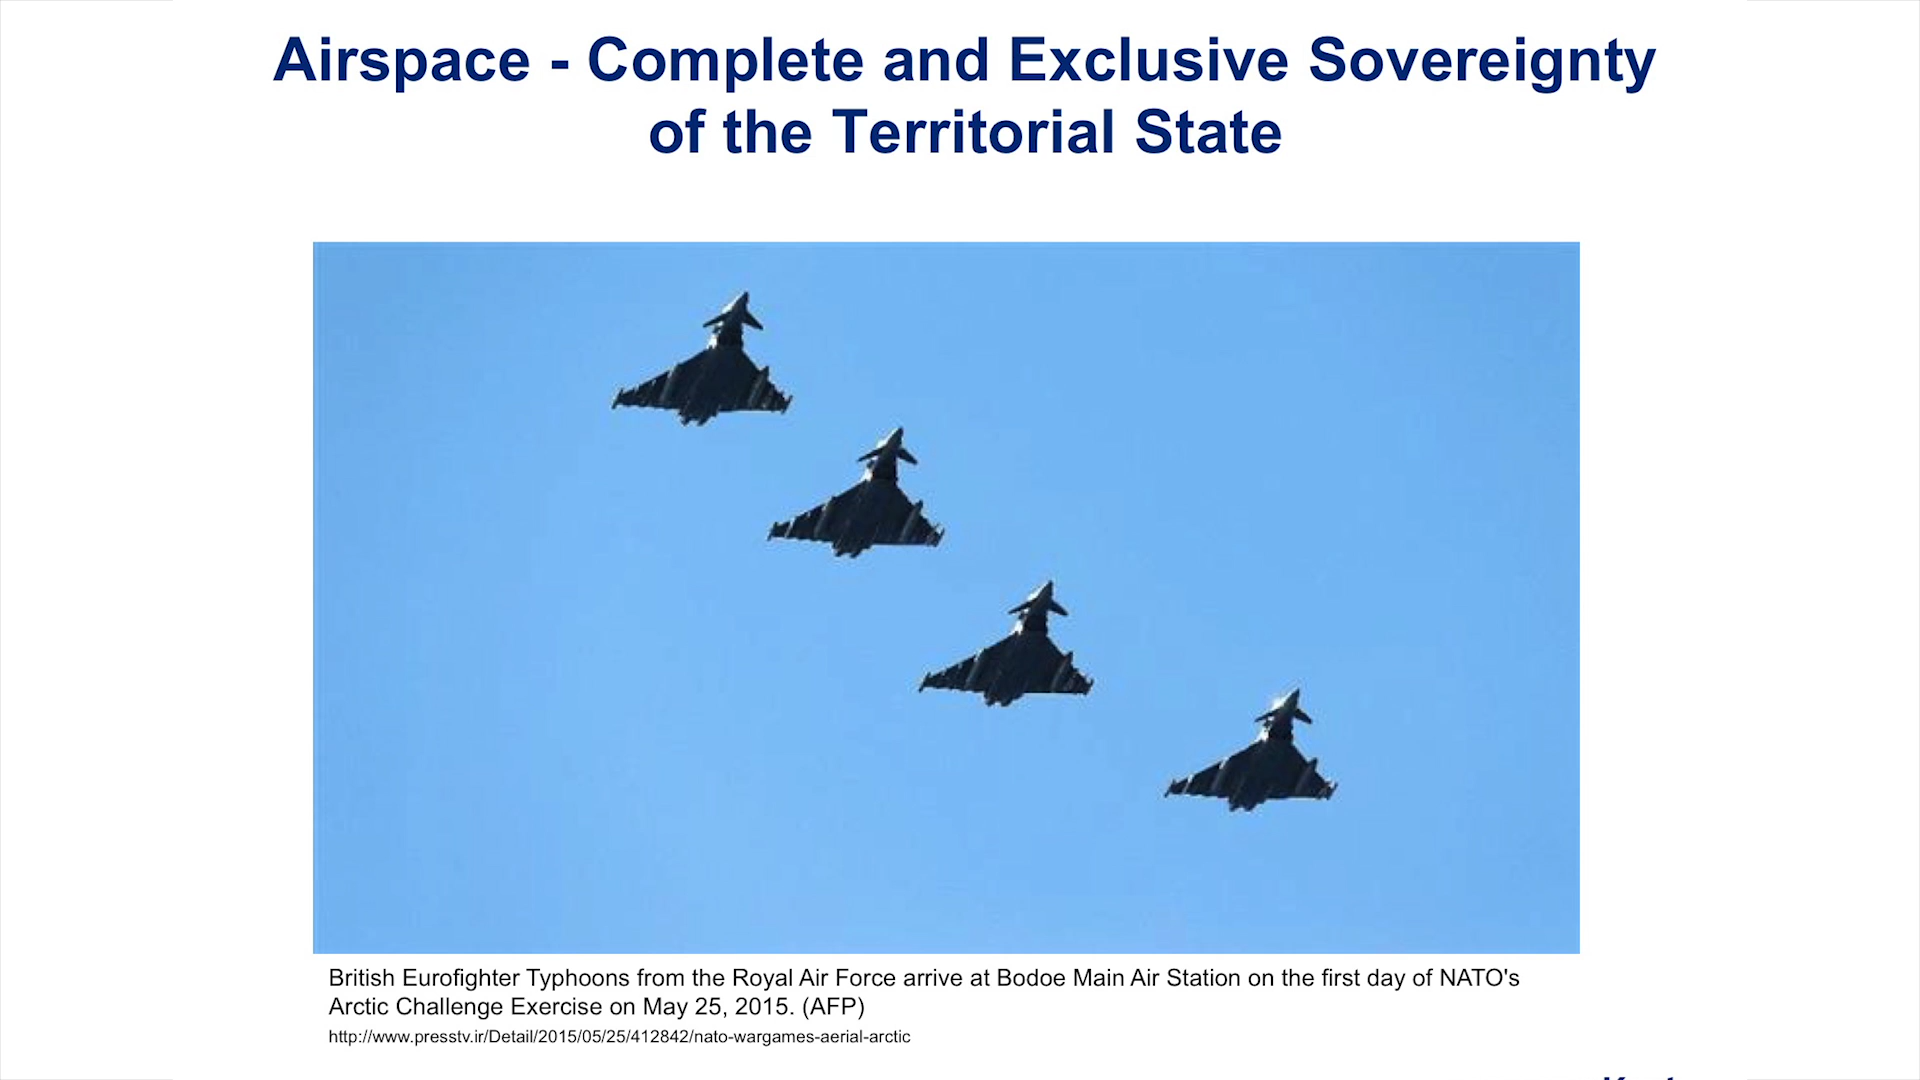 Airspace - Complete and Exclusive Sovereignty
of the Territorial State
British Eurofighter Typhoons from the Royal Air Force arrive at Bodoe Main Air Station on the first day of NATO's
Arctic Challenge Exercise on May 25, 2015. (AFP)
http://www.presstv.ir/Detail/2015/05/25/412842/nato-wargames-aerial-arctic